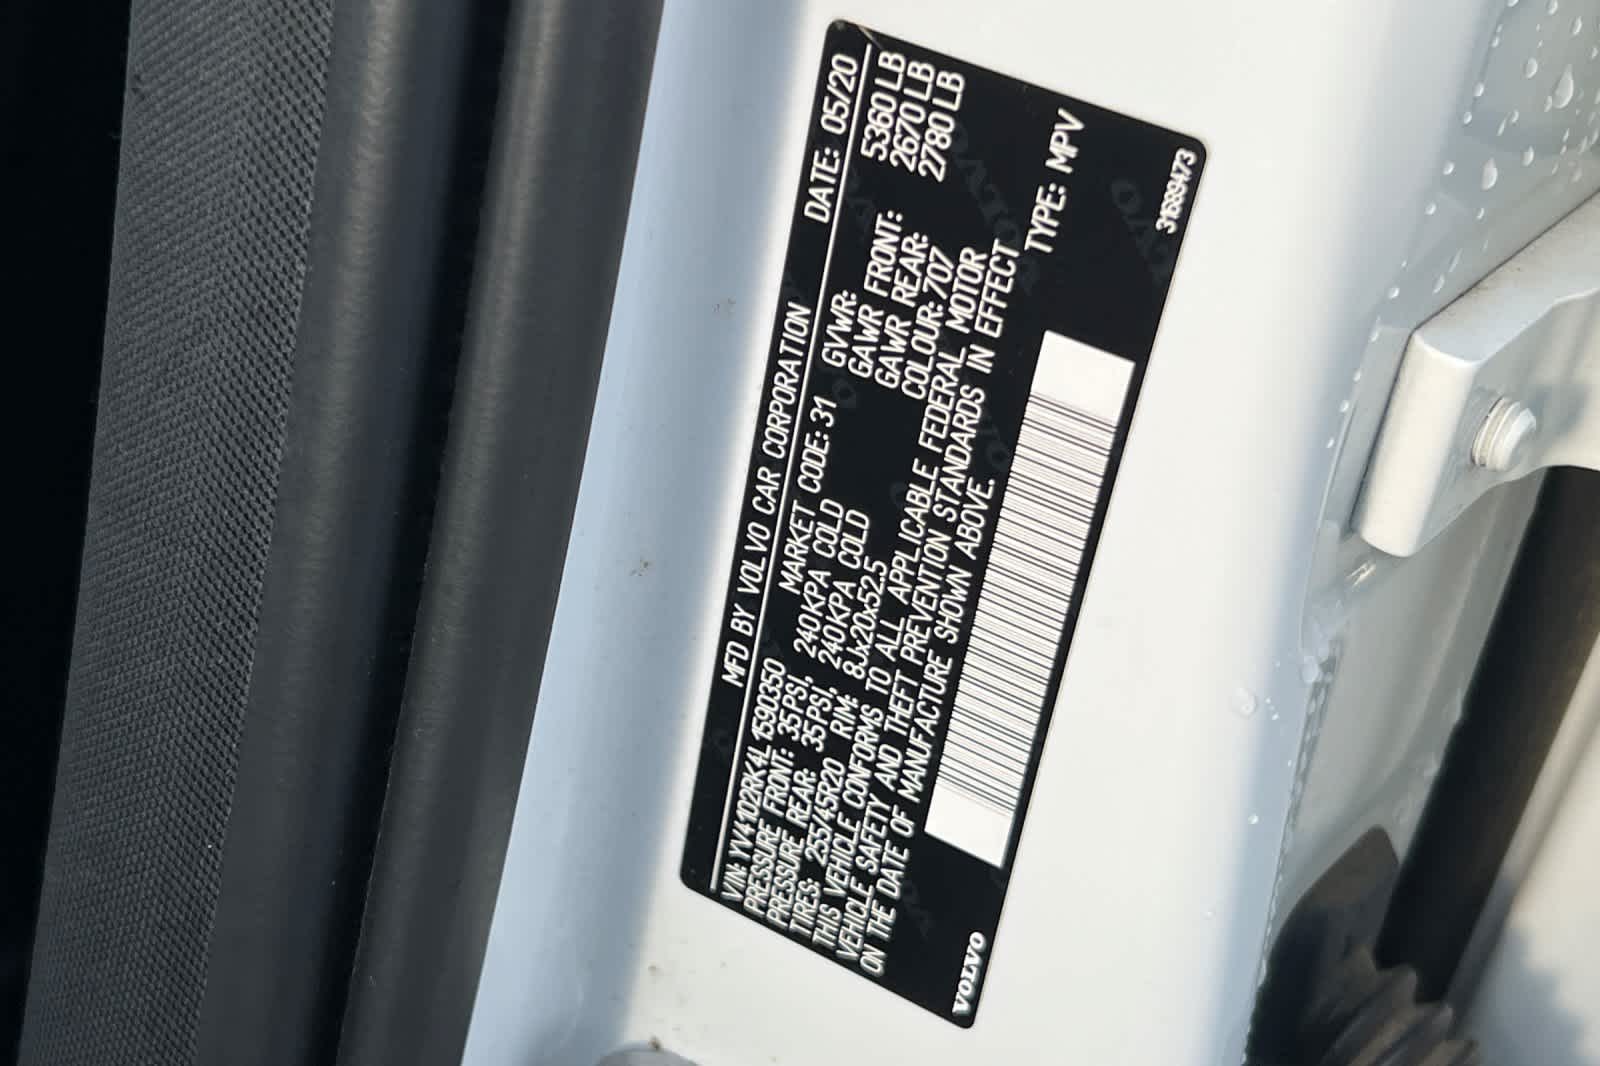 MFD BY VOLVO CAR CORPORATION DATE: 05/20
VIN: YV4102RK4L 1590350 MARKET CODE: 31 GVWR: 5360 LB
PRESSURE FRONT: 35PSI, 240KPA COLD GAWR FRONT: 2670 LB
PRESSURE REAR: 35PSI, 240KPA COLD GAWR REAR: 2780 LB
TIRES: 255/45R20 RIM: 8Jx20x52.5 COLOUR: 707
THIS VEHICLE CONFORMS TO ALL APPLICABLE FEDERAL MOTOR
VEHICLE SAFETY AND THEFT PREVENTION STANDARDS IN EFFECT
ON THE DATE OF MANUFACTURE SHOWN ABOVE. TYPE: MPV
VOLVO 31689473